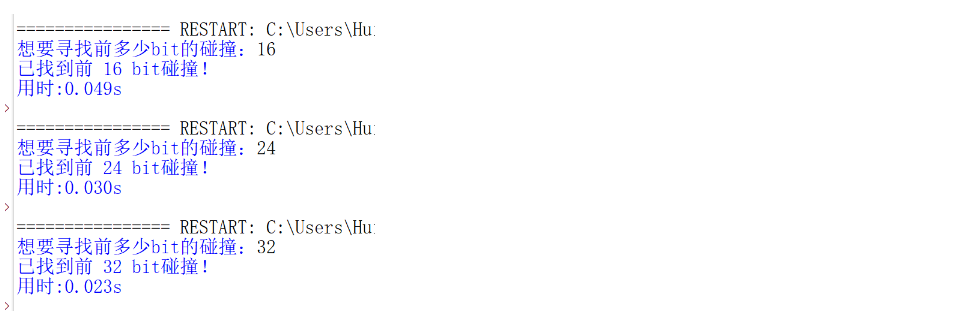 ================ RESTART: C:\Users\Hu
想要寻找前多少bit的碰撞：16
已找到前 16 bit碰撞！
用时:0.049s
>
================ RESTART: C:\Users\Hu
想要寻找前多少bit的碰撞：24
已找到前 24 bit碰撞！
用时:0.030s
>
================ RESTART: C:\Users\Hu
想要寻找前多少bit的碰撞：32
已找到前 32 bit碰撞！
用时:0.023s
>